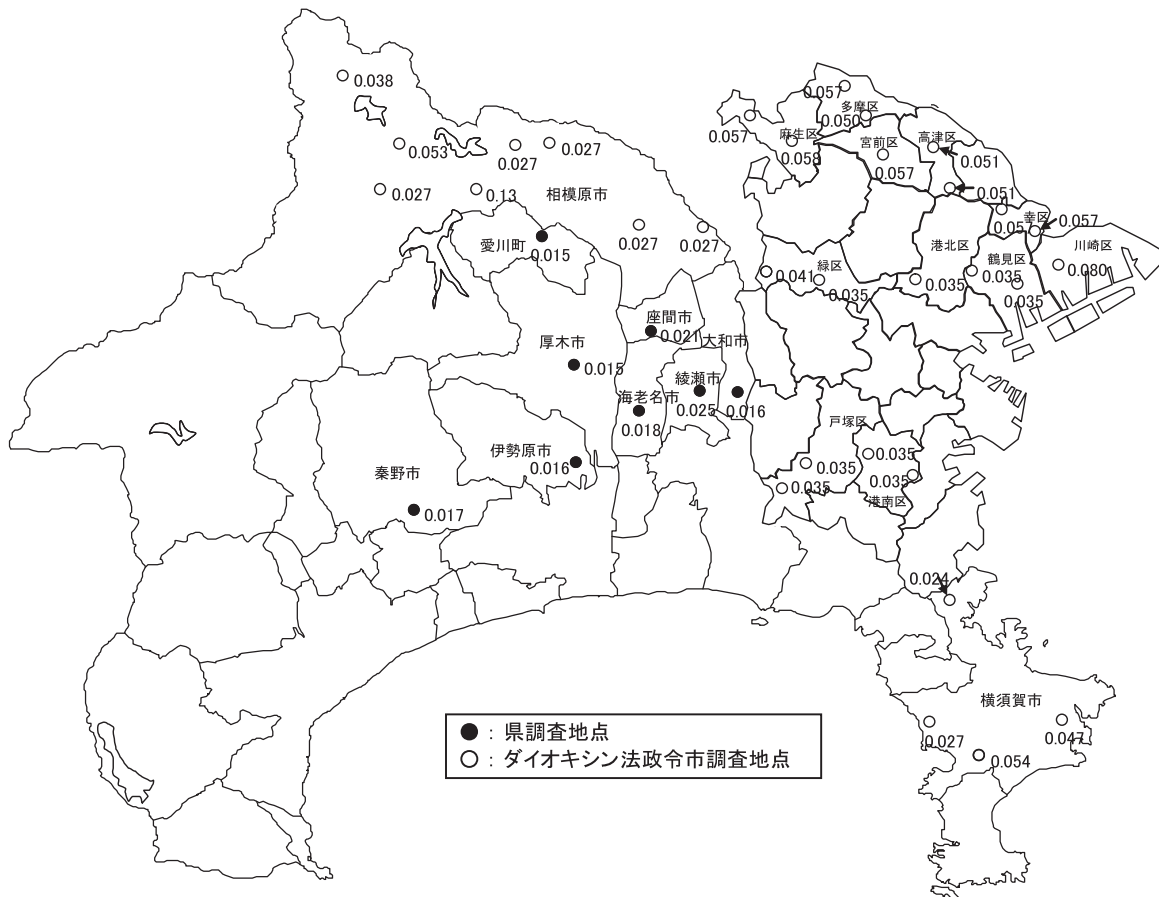 0.038
0.057
多摩区
0.050
0.057
麻生区
0.058
宮前区
0.057
高津区
0.051
0.053
0.027
0.027
0.027
0.13
相模原市
0.051
0.027
0.027
愛川町
0.015
幸区
0.057
0.057
港北区
鶴見区
川崎区
0.080
緑区
0.041
0.035
0.035
0.035
0.035
座間市
0.021
大和市
厚木市
0.015
綾瀬市
0.025
0.016
海老名市
0.018
戸塚区
0.035
0.035
0.035
0.035
港南区
伊勢原市
0.016
秦野市
0.017
0.024
横須賀市
0.027
0.047
0.054
● : 県調査地点
○ : ダイオキシン法政令市調査地点